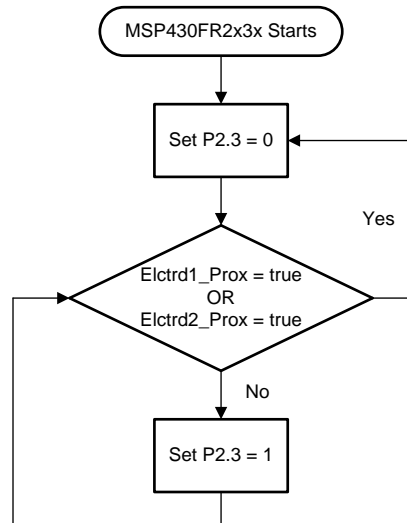 MSP430FR2x3x Starts
Set P2.3 = 0
Yes
Elctrd1_Prox = true
OR
Elctrd2_Prox = true
No
Set P2.3 = 1